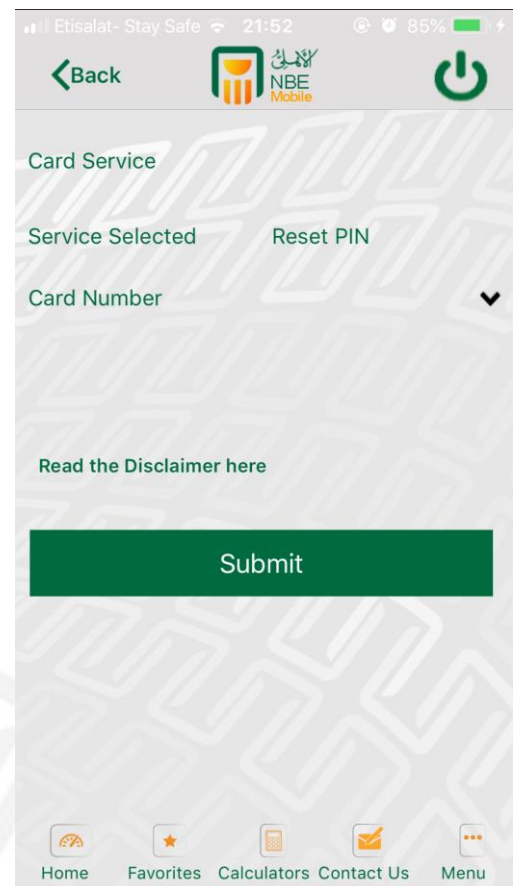 Etisalat- Stay Safe 21:52 85%
Back
الأهلي
NBE
Mobile
Card Service
Service Selected Reset PIN
Card Number
Read the Disclaimer here
Submit
Home Favorites Calculators Contact Us Menu